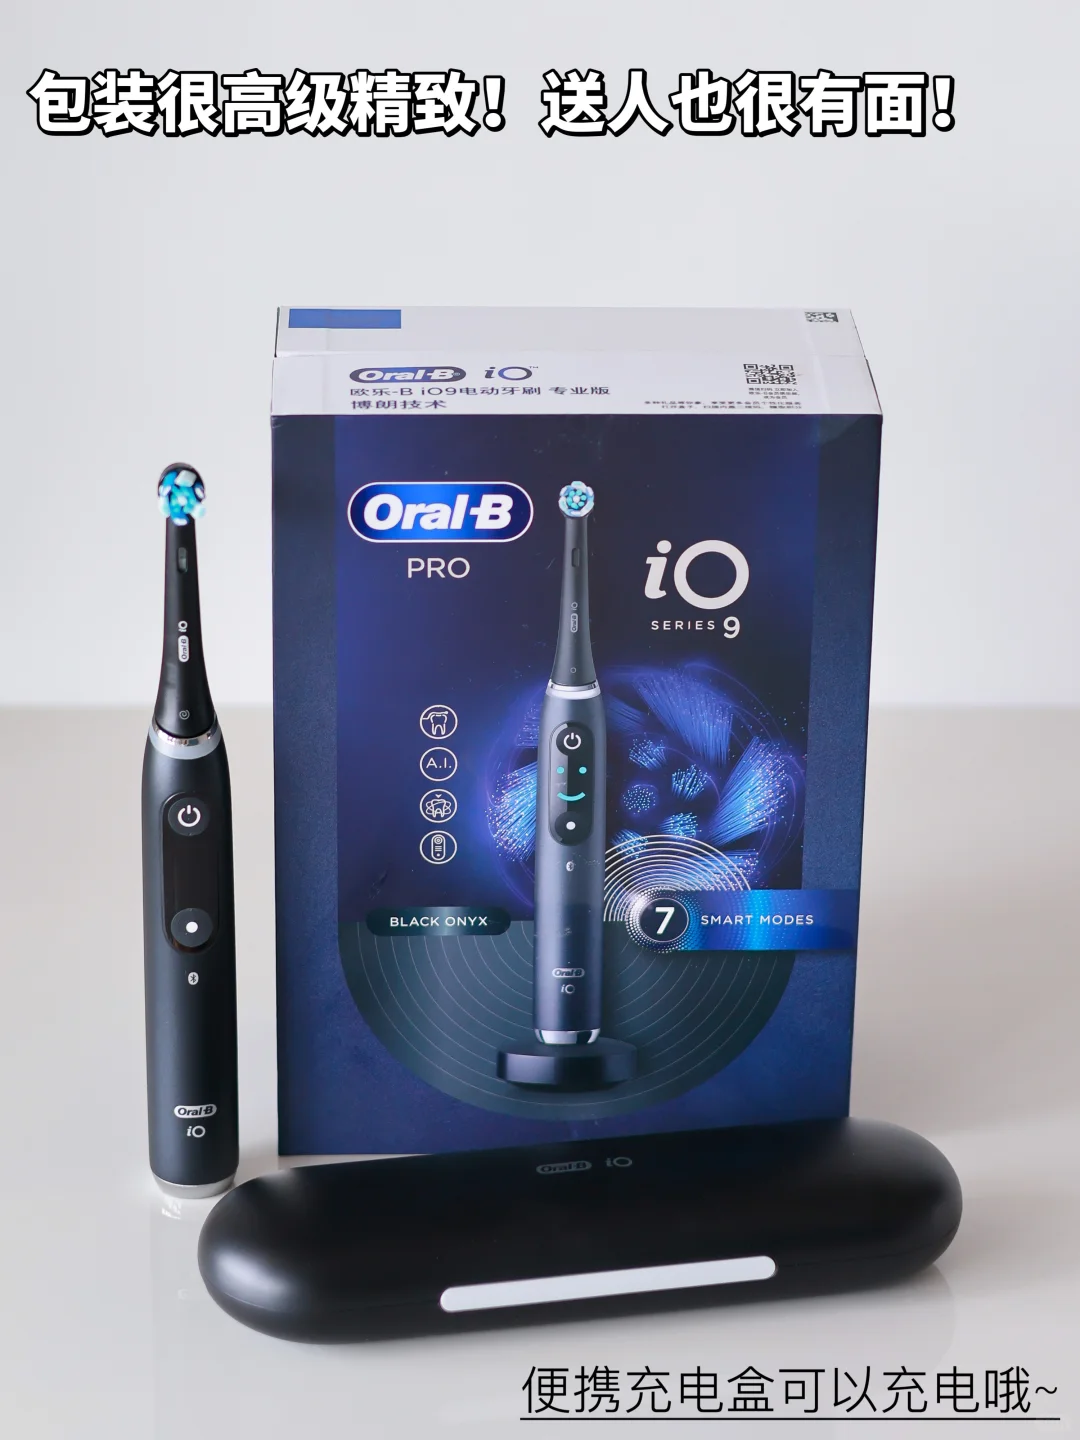 包装很高级精致！送人也很有面！
Oral-B iO™
欧乐-B iO9电动牙刷 专业版
博朗技术
Oral-B
PRO
iO
SERIES 9
A.I.
BLACK ONYX
7 SMART MODES
Oral-B
iO
Oral-B iO
Oral-B
iO
Oral-B iO
便携充电盒可以充电哦~